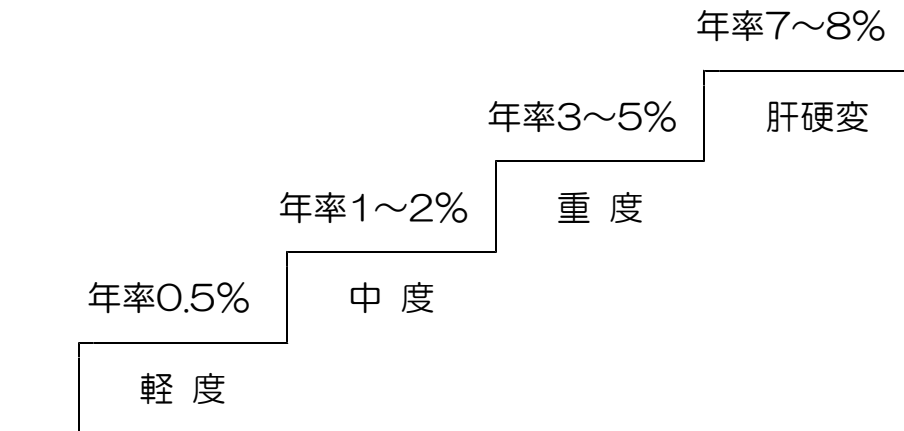 年率7～8%
年率3～5%
肝硬変
年率1～2%
重 度
年率0.5%
中 度
軽 度